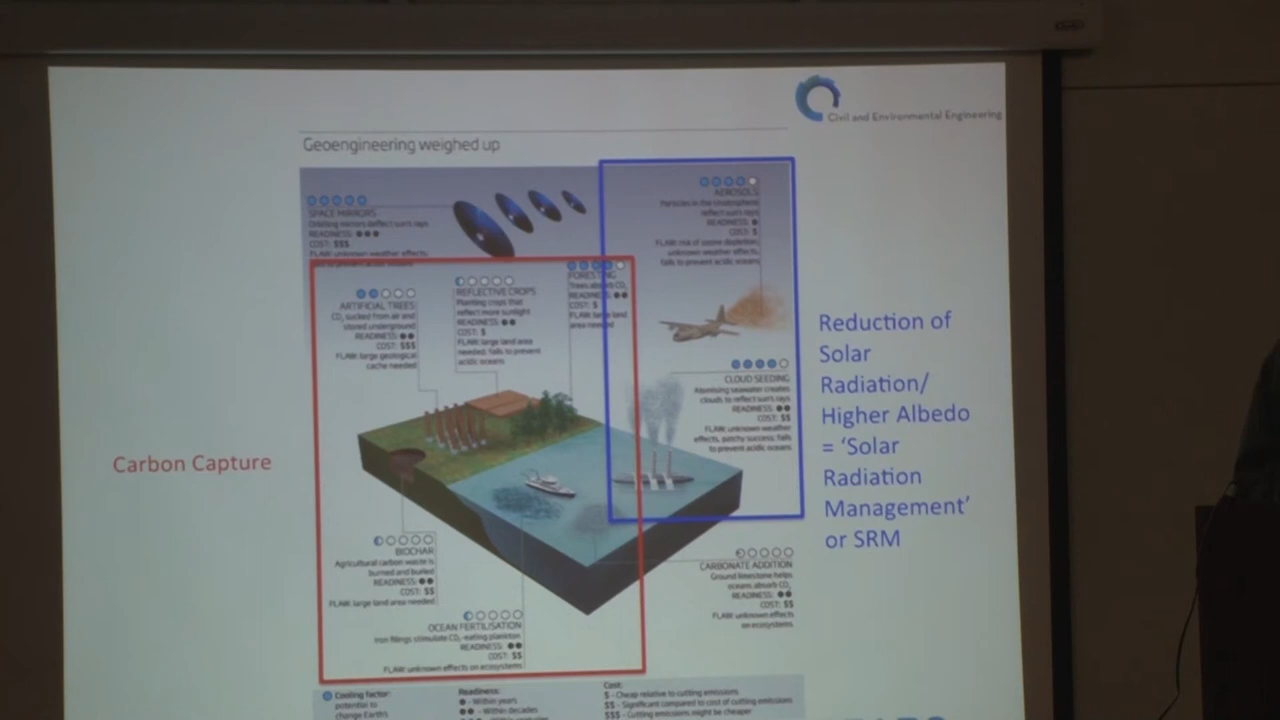 Civil and Environmental Engineering
Geoengineering weighed up
SPACE MIRRORS
Orbiting mirrors deflect sun's rays
READINESS: ●●●
COST: $$$
FLAW: unknown weather effects,
AEROSOLS
Particles in the stratosphere
reflect sun's rays
READINESS: ●
COST: $
FLAW: risk of ozone depletion,
unknown weather effects,
fails to prevent acidic oceans
ARTIFICIAL TREES
CO2 sucked from air and
stored underground
READINESS: ●●
COST: $$$
FLAW: large geological
cache needed
REFLECTIVE CROPS
Planting crops that
reflect more sunlight
READINESS: ●●
COST: $
FLAW: large land area
needed; fails to prevent
acidic oceans
FORESTING
Trees absorb CO2
READINESS: ●●
COST: $
FLAW: large land
area needed
CLOUD SEEDING
Atomising seawater creates
clouds to reflect sun's rays
READINESS: ●●
COST: $$
FLAW: unknown weather
effects, patchy success; fails
to prevent acidic oceans
Carbon Capture
Reduction of
Solar
Radiation/
Higher Albedo
= 'Solar
Radiation
Management'
or SRM
BIOCHAR
Agricultural carbon waste is
burned and buried
READINESS: ●●
COST: $$
FLAW: large land area needed
OCEAN FERTILISATION
Iron filings stimulate CO2-eating plankton
READINESS: ●●
COST: $$
FLAW: unknown effects on ecosystems
CARBONATE ADDITION
Ground limestone helps
oceans absorb CO2
READINESS: ●●
COST: $$
FLAW: unknown effects
on ecosystems
Cooling factor:
potential to
change Earth's
Readiness:
● - Within years
●● - Within decades
Cost:
$ - Cheap relative to cutting emissions
$$ - Significant compared to cost of cutting emissions
$$$ - Cutting emissions might be cheaper